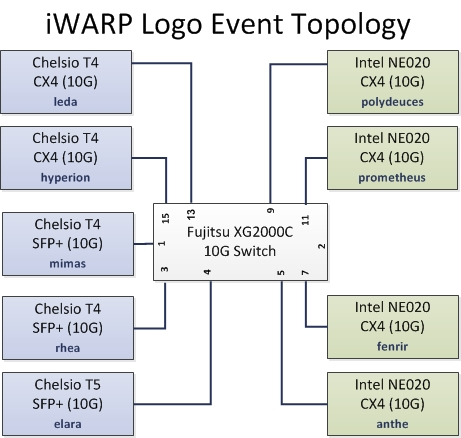 iWARP Logo Event Topology
Chelsio T4
CX4 (10G)
leda
Intel NE020
CX4 (10G)
polydeuces
Chelsio T4
CX4 (10G)
hyperion
Intel NE020
CX4 (10G)
prometheus
15
13
9
11
Fujitsu XG2000C
10G Switch
1
2
3
4
5
7
Chelsio T4
SFP+ (10G)
mimas
Chelsio T4
SFP+ (10G)
rhea
Intel NE020
CX4 (10G)
fenrir
Chelsio T5
SFP+ (10G)
elara
Intel NE020
CX4 (10G)
anthe